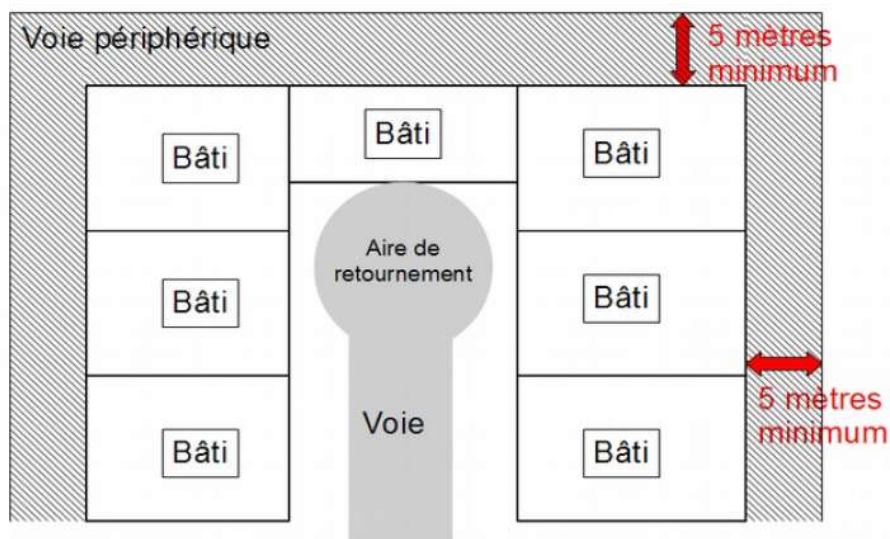 Voie périphérique
5 mètres
minimum
Bâti
Bâti
Bâti
Aire de
retournement
Bâti
Bâti
5 mètres
minimum
Voie
Bâti
Bâti